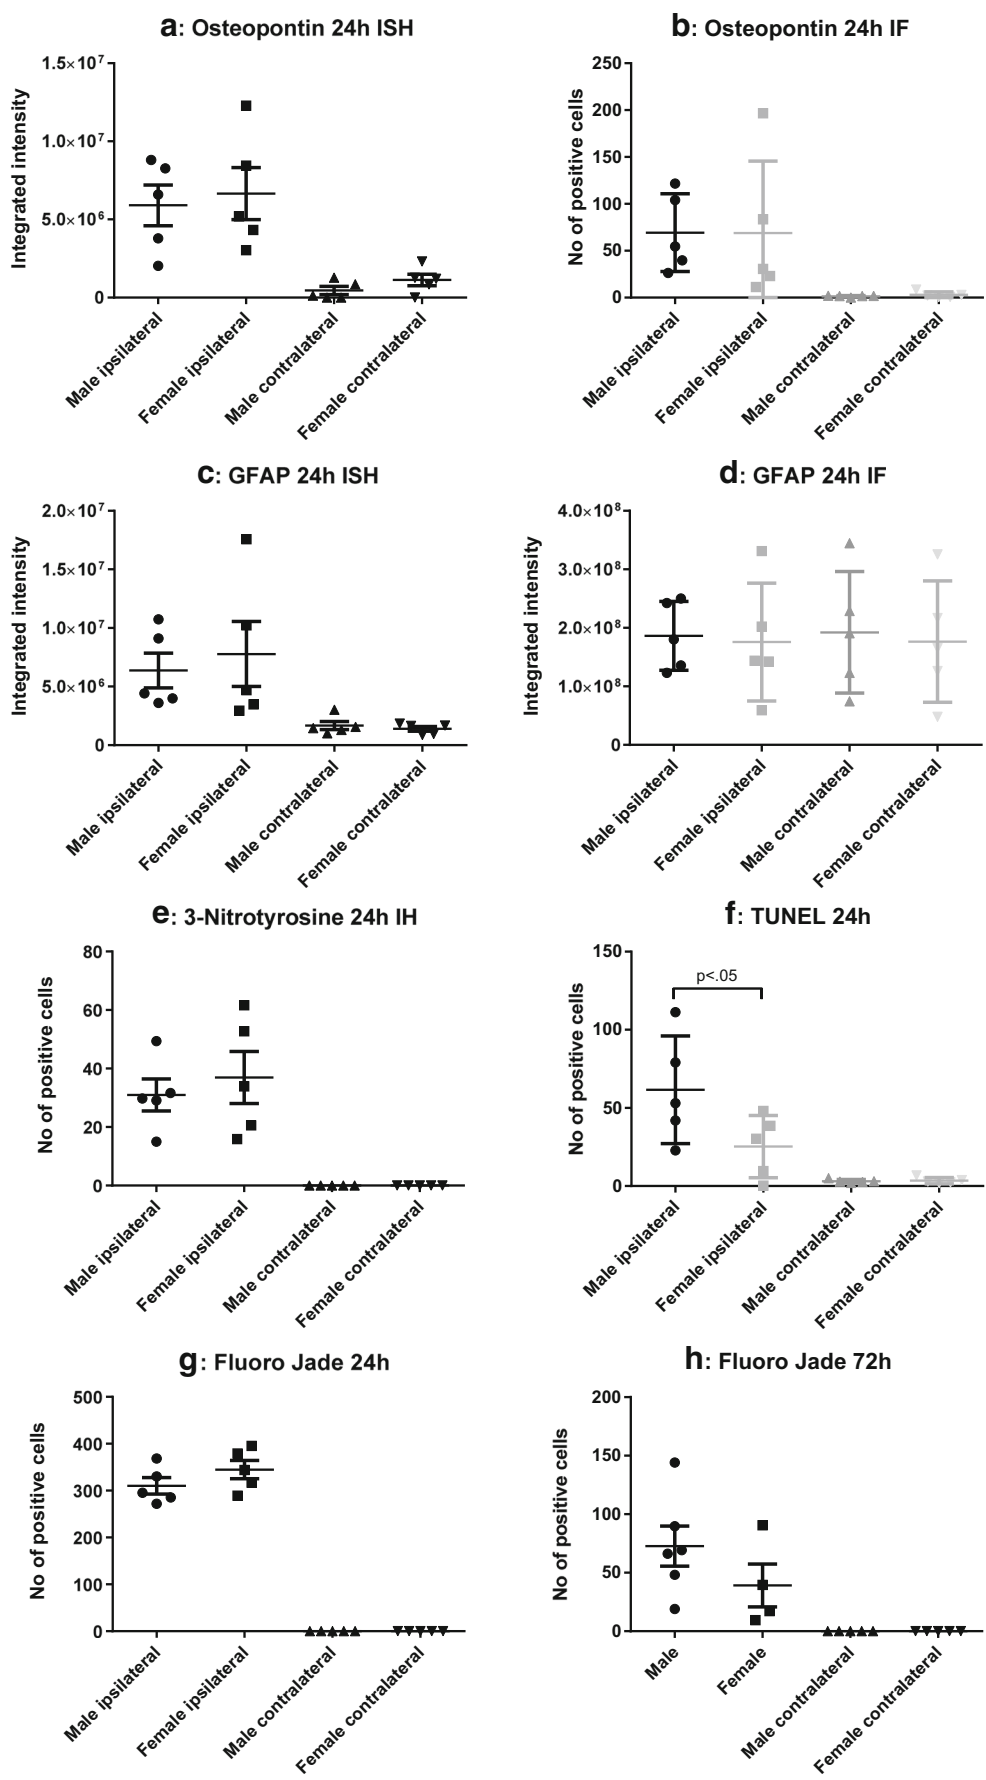 a: Osteopontin 24h ISH
Integrated intensity
1.5×10⁷
1.0×10⁷
5.0×10⁶
0
Male ipsilateral
Female ipsilateral
Male contralateral
Female contralateral
b: Osteopontin 24h IF
No of positive cells
250
200
150
100
50
0
Male ipsilateral
Female ipsilateral
Male contralateral
Female contralateral
c: GFAP 24h ISH
Integrated intensity
2.0×10⁷
1.5×10⁷
1.0×10⁷
5.0×10⁶
0
Male ipsilateral
Female ipsilateral
Male contralateral
Female contralateral
d: GFAP 24h IF
Integrated intensity
4.0×10⁸
3.0×10⁸
2.0×10⁸
1.0×10⁸
0
Male ipsilateral
Female ipsilateral
Male contralateral
Female contralateral
e: 3-Nitrotyrosine 24h IH
No of positive cells
80
60
40
20
0
Male ipsilateral
Female ipsilateral
Male contralateral
Female contralateral
f: TUNEL 24h
No of positive cells
150
100
50
0
p<.05
Male ipsilateral
Female ipsilateral
Male contralateral
Female contralateral
g: Fluoro Jade 24h
No of positive cells
500
400
300
200
100
0
Male ipsilateral
Female ipsilateral
Male contralateral
Female contralateral
h: Fluoro Jade 72h
No of positive cells
200
150
100
50
0
Male
Female
Male contralateral
Female contralateral